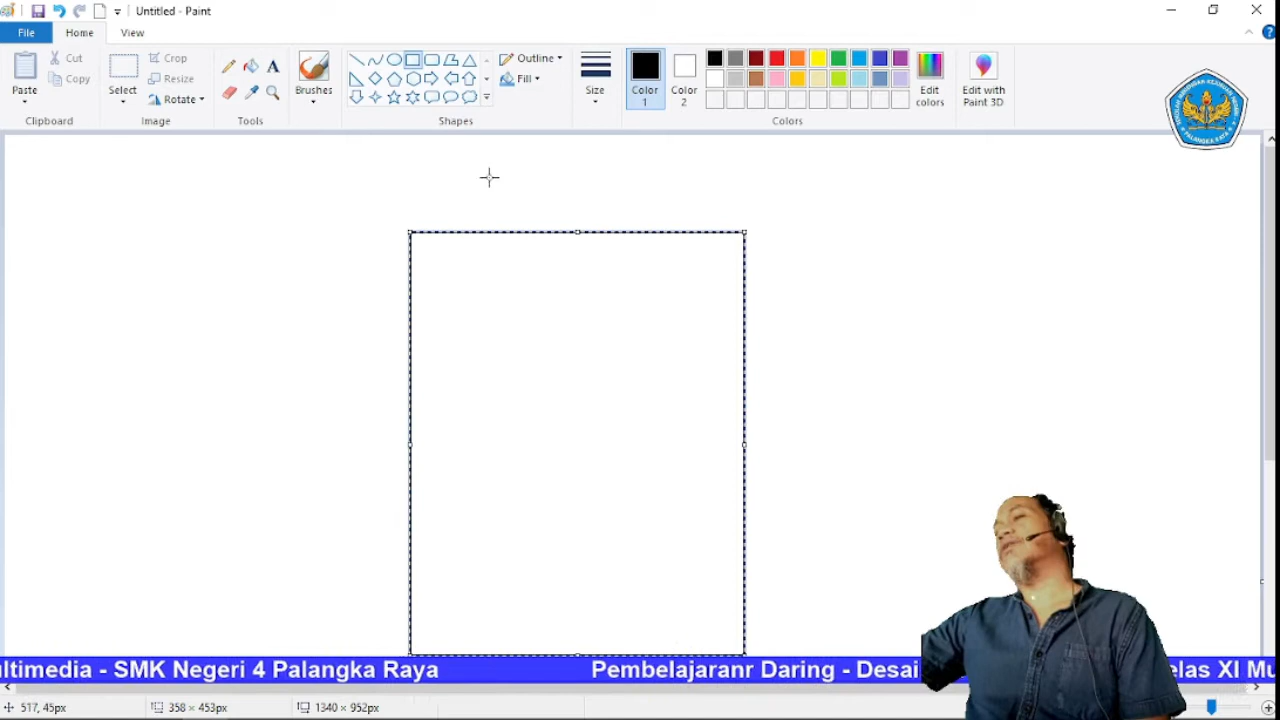 Untitled - Paint
File
Home
View
Paste
Cut
Copy
Clipboard
Select
Crop
Resize
Rotate
Image
A
Tools
Brushes
Shapes
Outline
Fill
Size
Color 1
Color 2
Colors
Edit colors
Edit with Paint 3D
PALANGKA RAYA
ltimedia - SMK Negeri 4 Palangka Raya
Pembelajaranr Daring - Desai
elas XI Mu
517, 45px
358 × 453px
1340 × 952px